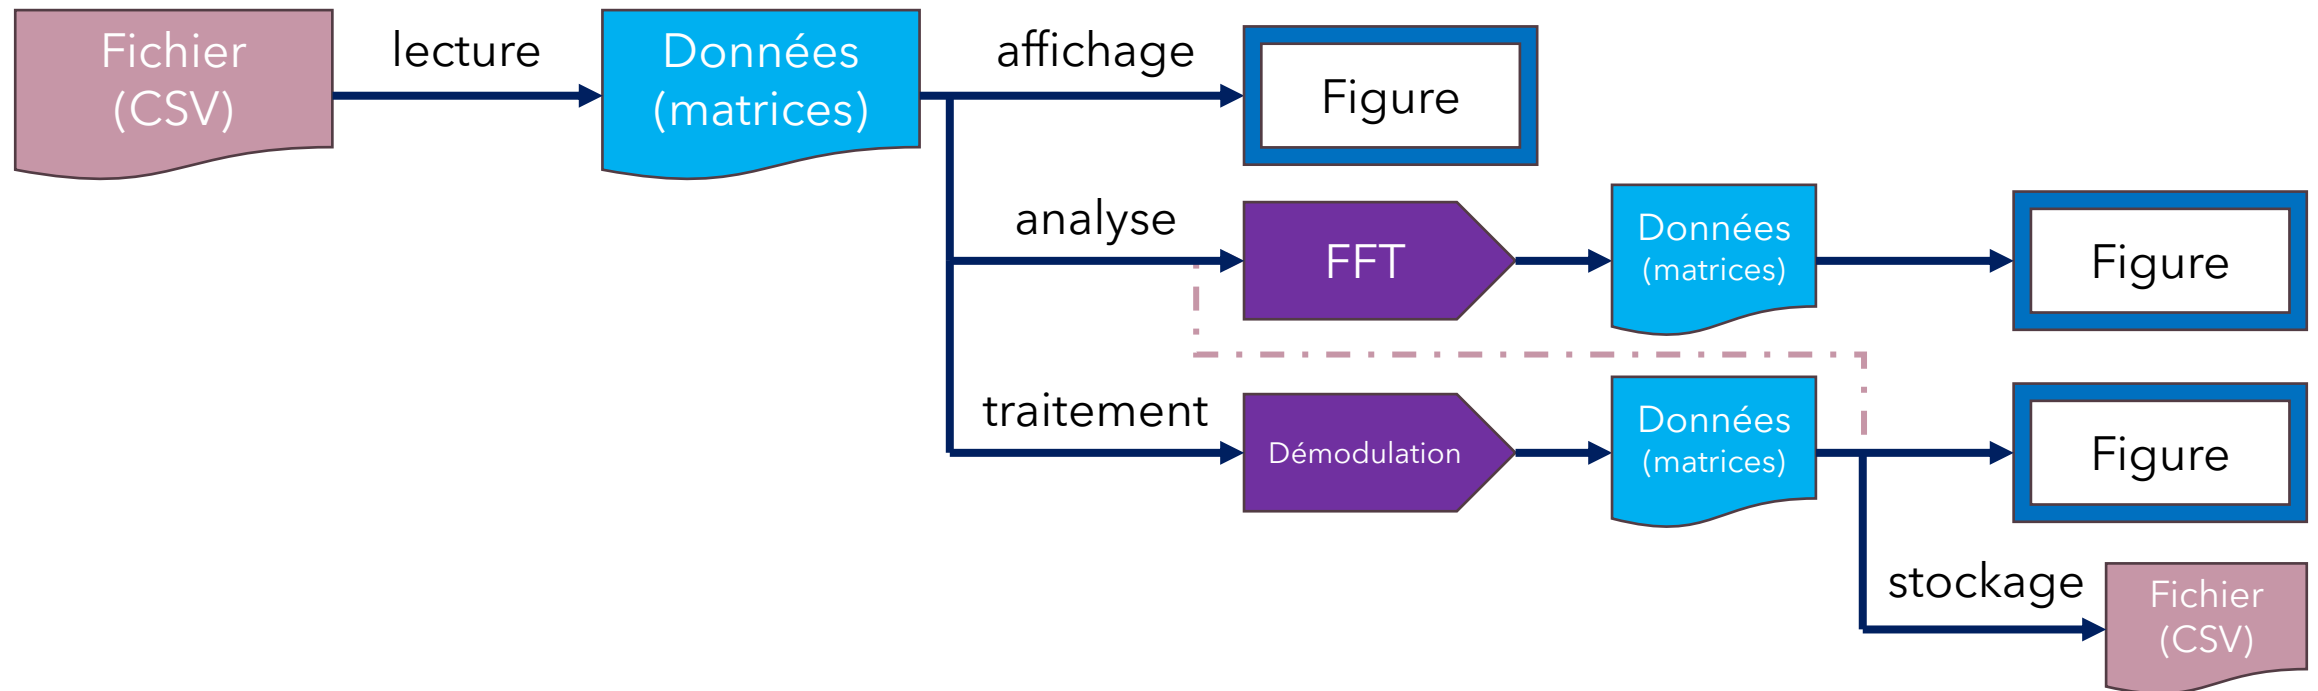 Fichier
(CSV)
lecture
Données
(matrices)
affichage
Figure
analyse
FFT
Données
(matrices)
Figure
traitement
Démodulation
Données
(matrices)
Figure
stockage
Fichier
(CSV)